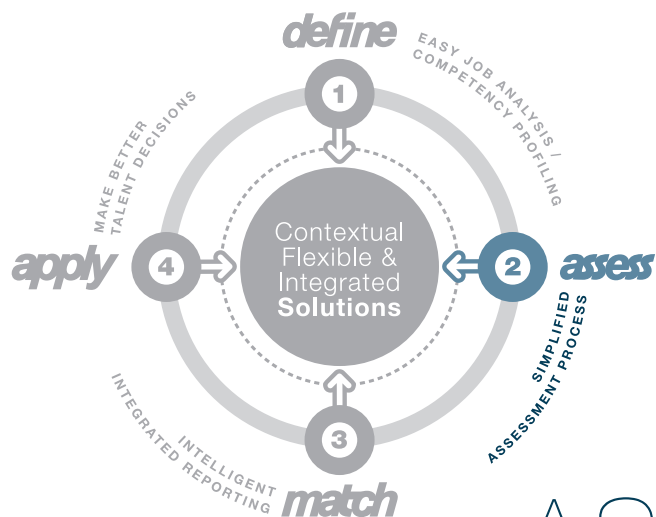 define
EASY JOB ANALYSIS /
COMPETENCY PROFILING
1
MAKE BETTER
TALENT DECISIONS
Contextual
Flexible &
Integrated
Solutions
apply
4
2
assess
SIMPLIFIED
ASSESSMENT PROCESS
3
INTELLIGENT
INTEGRATED REPORTING
match